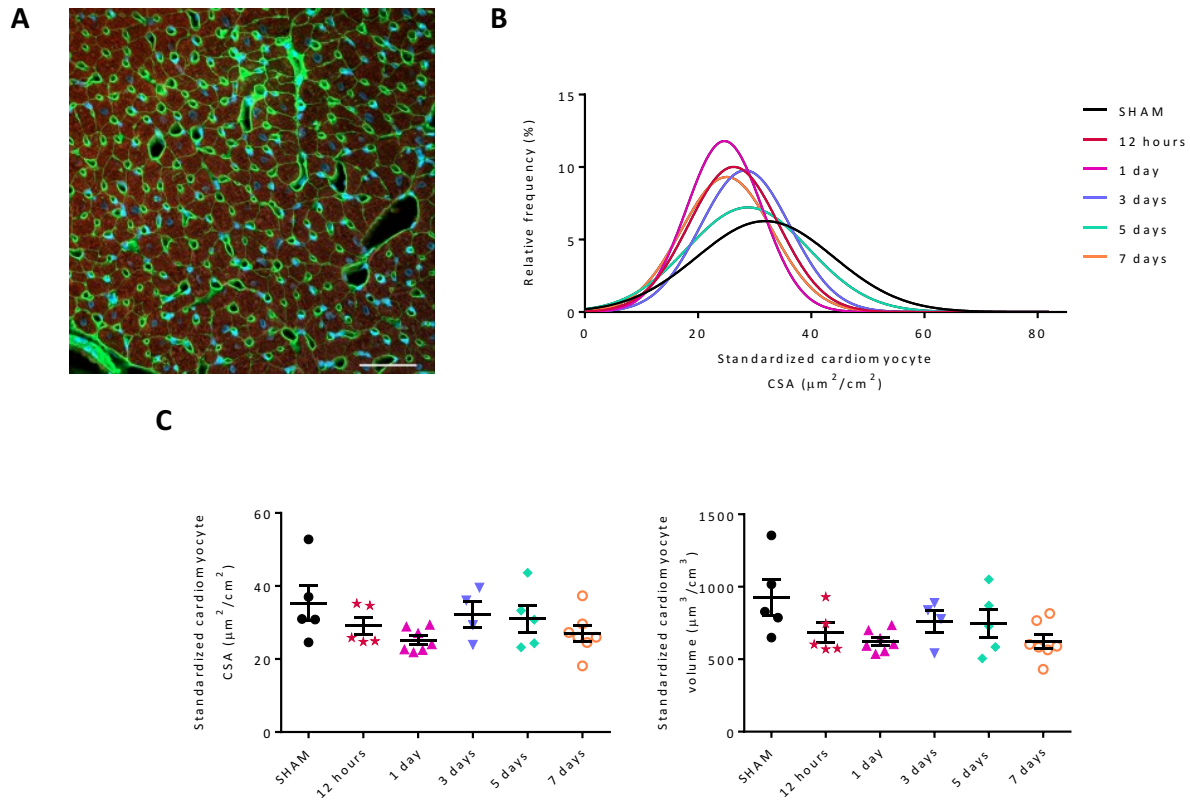 A
B
15
10
5
0
Relative frequency (%)
0 20 40 60 80
Standardized cardiomyocyte
CSA (μm²/cm²)
SHAM
12 hours
1 day
3 days
5 days
7 days
C
60
40
20
0
Standardized cardiomyocyte
CSA (μm²/cm²)
SHAM
12 hours
1 day
3 days
5 days
7 days
1500
1000
500
0
Standardized cardiomyocyte
volume (μm³/cm³)
SHAM
12 hours
1 day
3 days
5 days
7 days